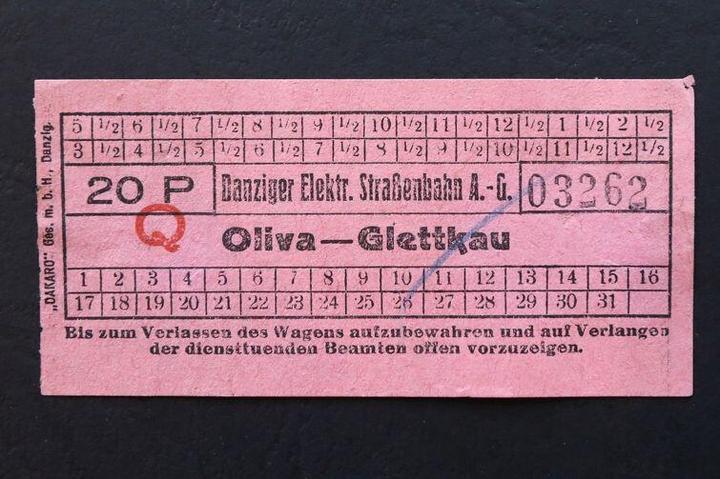 5 1/2 6 1/2 7 1/2 8 1/2 9 1/2 10 1/2 11 1/2 12 1/2 1 1/2 2 1/2
3 1/2 4 1/2 5 1/2 6 1/2 7 1/2 8 1/2 9 1/2 10 1/2 11 1/2 12 1/2
20 P Danziger Elektr. Straßenbahn A.-G. 03262
Q
Oliva—Glettkau
1 2 3 4 5 6 7 8 9 10 11 12 13 14 15 16
17 18 19 20 21 22 23 24 25 26 27 28 29 30 31
Bis zum Verlassen des Wagens aufzubewahren und auf Verlangen
der diensttuenden Beamten offen vorzuzeigen.
„DAKARO“ Ges. m. b. H., Danzig.